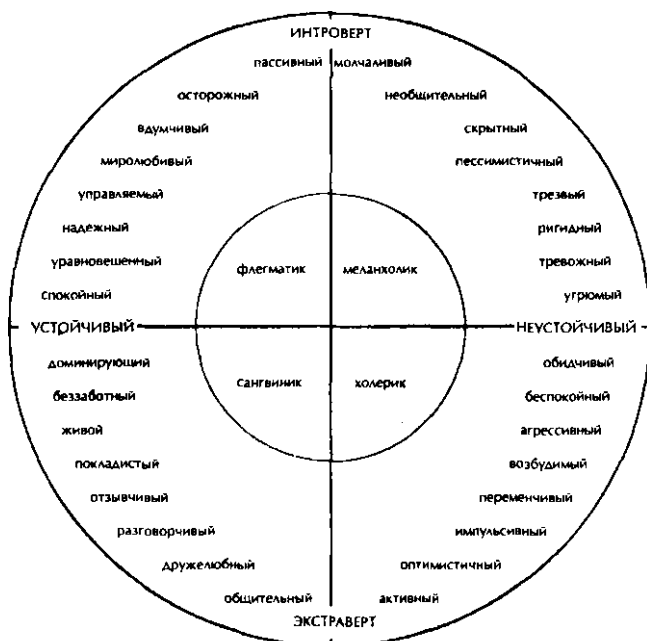 ИНТРОВЕРТ
пассивный молчаливый
осторожный необщительный
вдумчивый скрытный
миролюбивый пессимистичный
управляемый трезвый
надежный ригидный
уравновешенный тревожный
флегматик меланхолик
спокойный угрюмый
УСТОЙЧИВЫЙ НЕУСТОЙЧИВЫЙ
доминирующий обидчивый
сангвиник холерик
беззаботный беспокойный
живой агрессивный
покладистый возбудимый
отзывчивый переменчивый
разговорчивый импульсивный
дружелюбный оптимистичный
общительный активный
ЭКСТРАВЕРТ